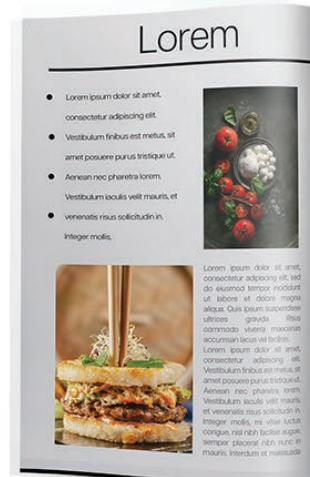 Lorem
Lorem ipsum dolor sit amet,
consectetur adipiscing elit.
Vestibulum finibus est metus, sit
amet posuere purus tristique ut.
Aenean nec pharetra lorem.
Vestibulum iaculis velit mauris, et
venenatis risus sollicitudin in.
Integer mollis,
Lorem ipsum dolor sit amet,
consectetur adipiscing elit, sed
do eiusmod tempor incididunt
ut labore et dolore magna
aliqua. Quis ipsum suspendisse
ultrices gravida. Risus
commodo viverra maecenas
accumsan lacus vel facilisis.
Lorem ipsum dolor sit amet,
consectetur adipiscing elit.
Vestibulum finibus est metus, sit
amet posuere purus tristique ut.
Aenean nec pharetra lorem.
Vestibulum iaculis velit mauris,
et venenatis risus sollicitudin in.
Integer mollis, mi vitae luctus
congue, nisl nibh facilisis augue,
semper placerat nibh nunc in
mauris. Interdum et malesuada